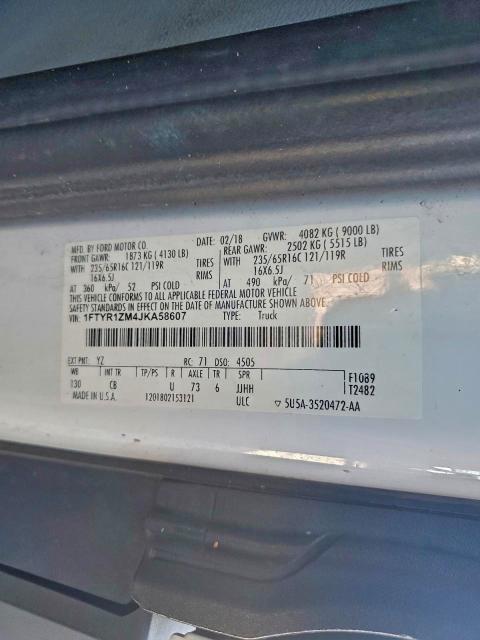 MFD. BY FORD MOTOR CO. 02/18 GVWR: 4082 KG ( 9000 LB)
FRONT GAWR: 1873 KG ( 4130 LB) REAR GAWR: 2502 KG ( 5515 LB)
WITH 235/65R16C 121/119R TIRES WITH 235/65R16C 121/119R TIRES
16X6.5J RIMS 16X6.5J RIMS
AT 360 kPa/ 52 PSI COLD AT 490 kPa/ 71 PSI COLD
THIS VEHICLE CONFORMS TO ALL APPLICABLE FEDERAL MOTOR VEHICLE
SAFETY STANDARDS IN EFFECT ON THE DATE OF MANUFACTURE SHOWN ABOVE.
VIN: 1FTYR1ZM4JKA58607 TYPE: Truck
EXT PNT: YZ RC: 71 DSO: 4505
WB TP/PS R AXLE TR
130 CB U 73 6 JJHH
MADE IN U.S.A. 1201802153121 ULC
F1089
T2482
▽ 5U5A-3520472-AA